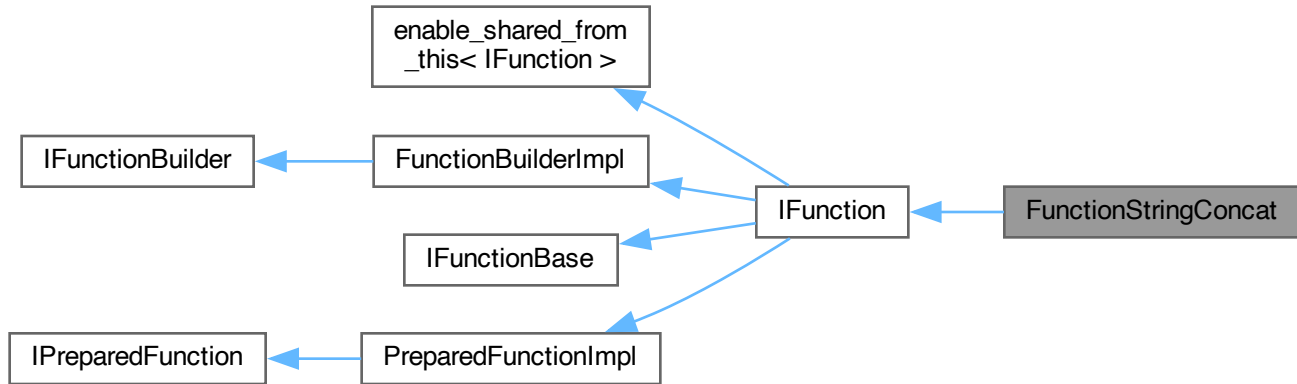 enable_shared_from
_this< IFunction >
IFunctionBuilder
FunctionBuilderImpl
IFunction
FunctionStringConcat
IFunctionBase
IPreparedFunction
PreparedFunctionImpl